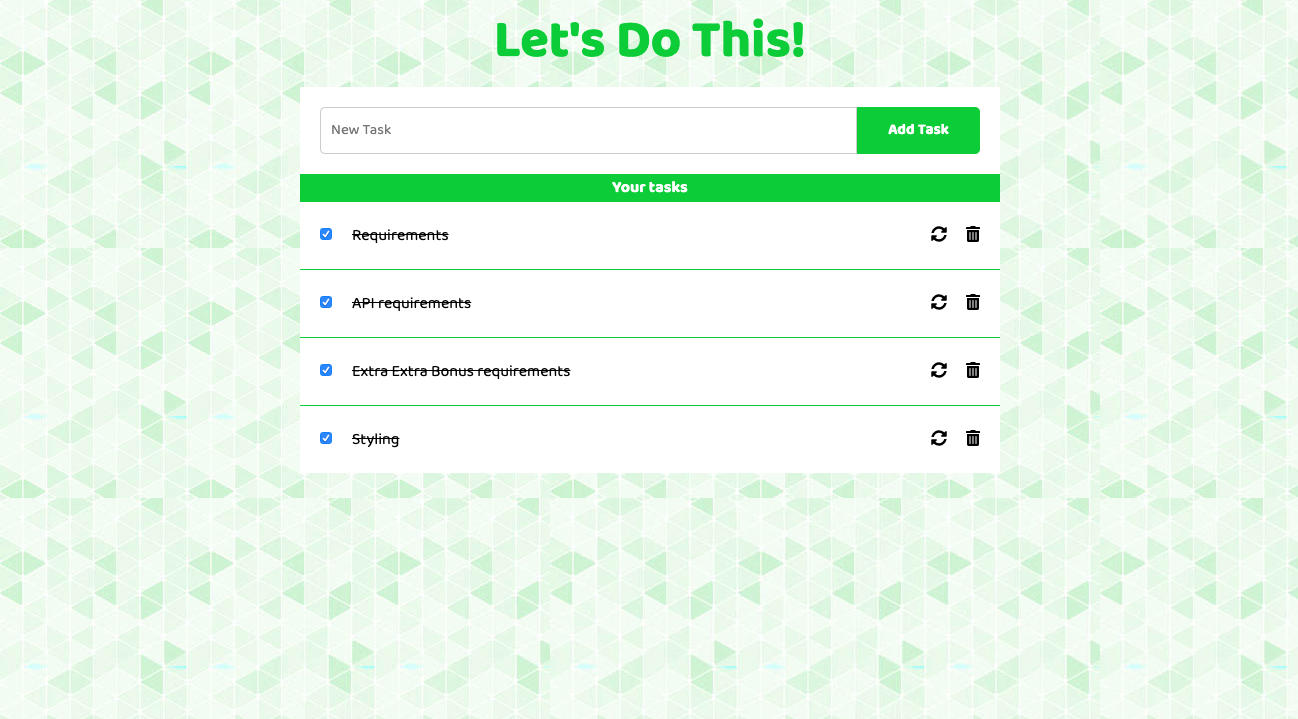 Let's Do This!
New Task
Add Task
Your tasks
Requirements
API requirements
Extra Extra Bonus requirements
Styling